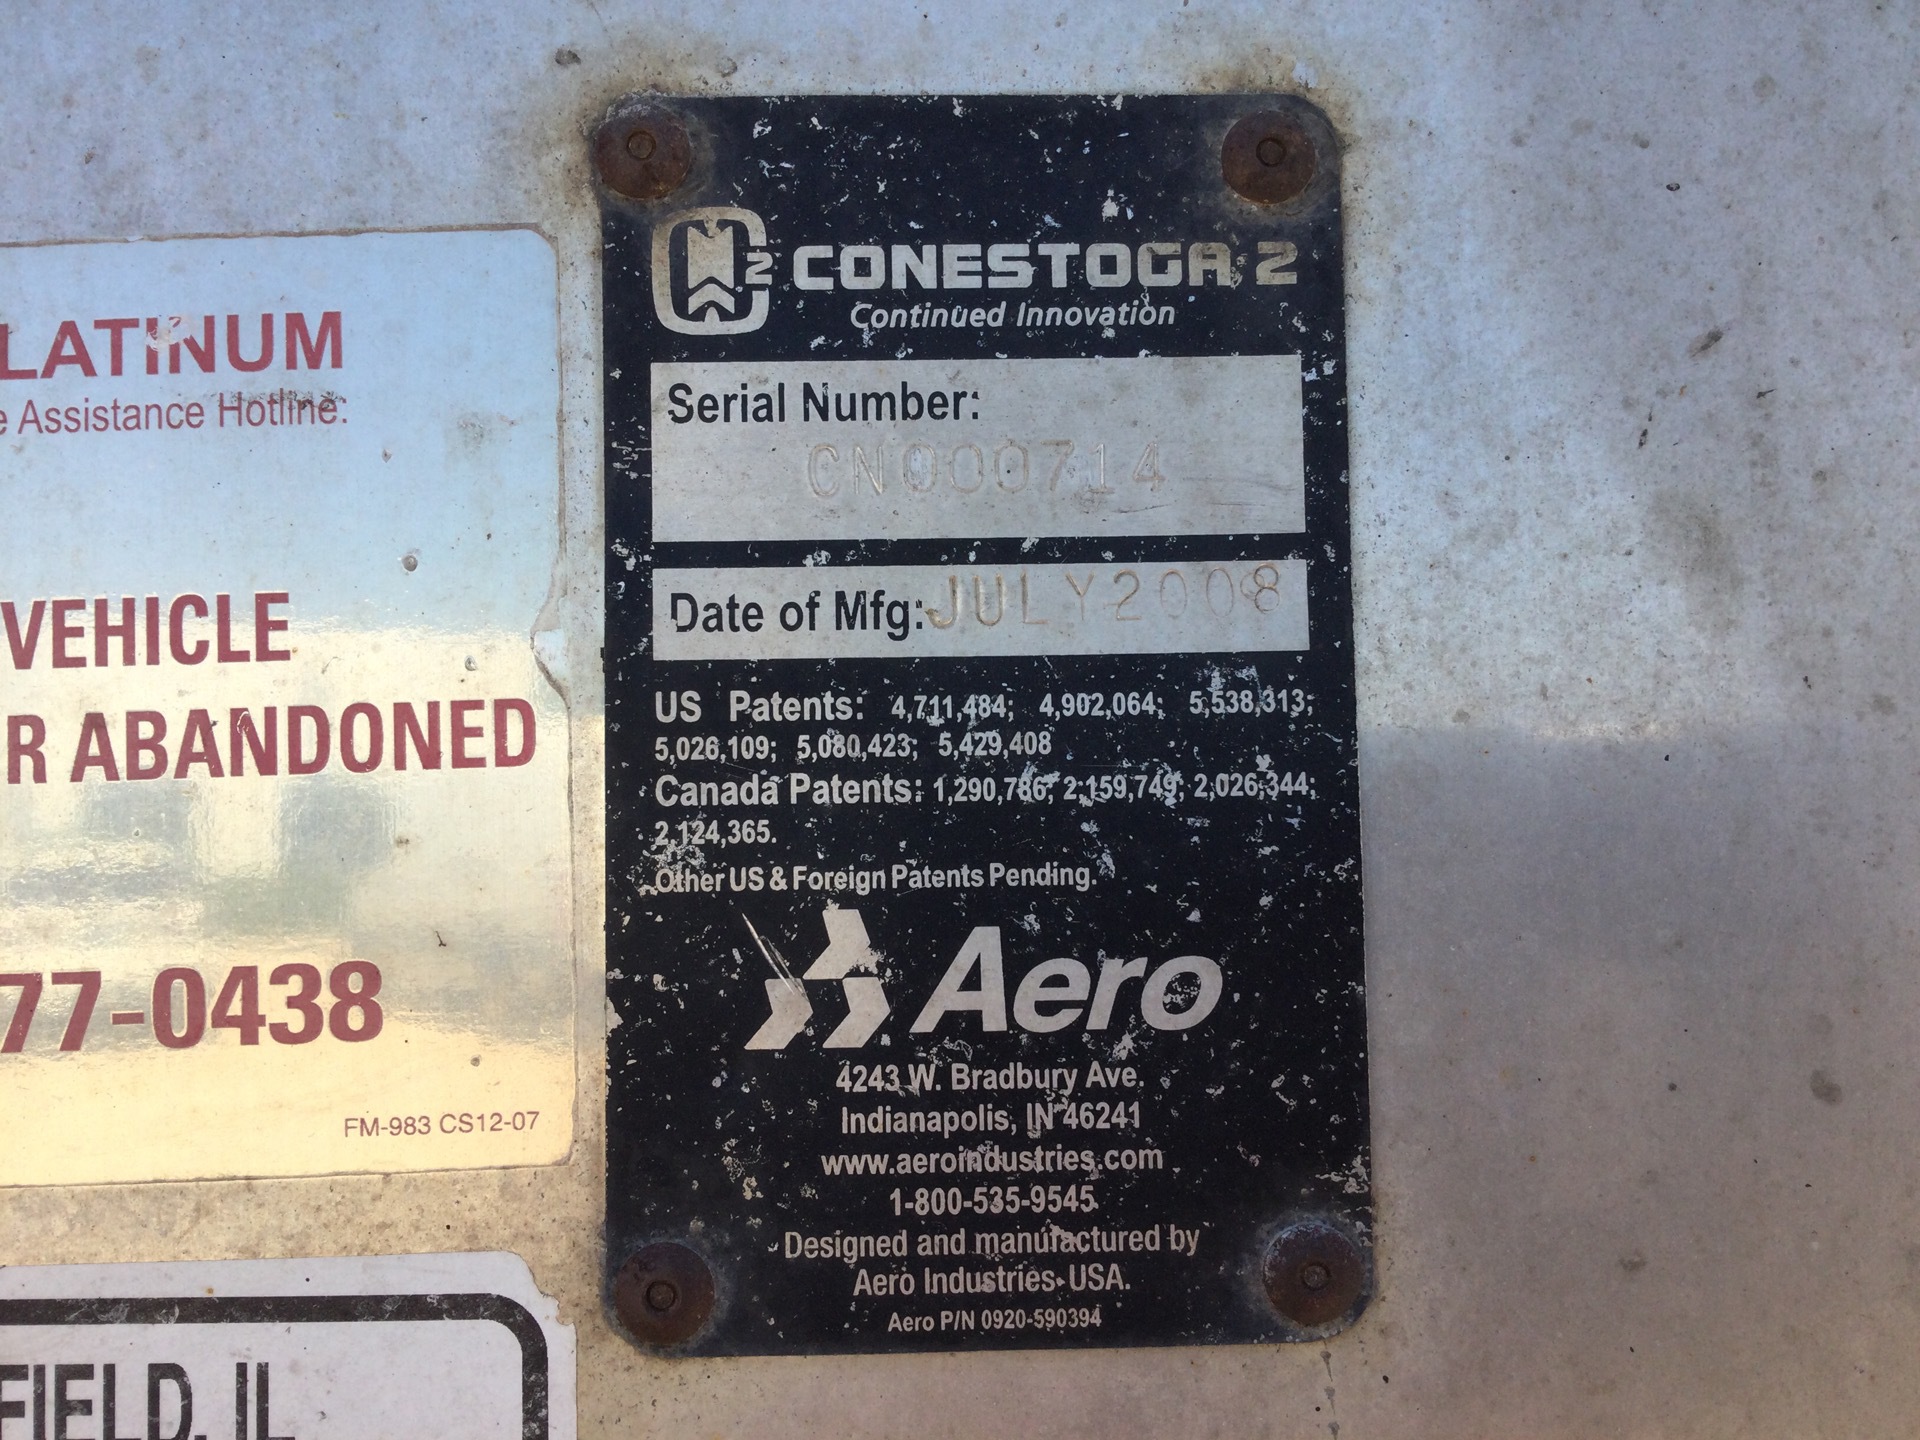 LATINUM
e Assistance Hotline:
VEHICLE
R ABANDONED
77-0438
FM-983 CS12-07
FIELD, IL
CONESTOGA 2
Continued Innovation
Serial Number:
CN000714
Date of Mfg: JULY2008
US Patents: 4,711,484; 4,902,064; 5,538,313;
5,026,109; 5,080,423; 5,429,408
Canada Patents: 1,290,786; 2,159,749; 2,026,344;
2,124,365.
Other US & Foreign Patents Pending.
Aero
4243 W. Bradbury Ave.
Indianapolis, IN 46241
www.aeroindustries.com
1-800-535-9545
Designed and manufactured by
Aero Industries USA.
Aero P/N 0920-590394